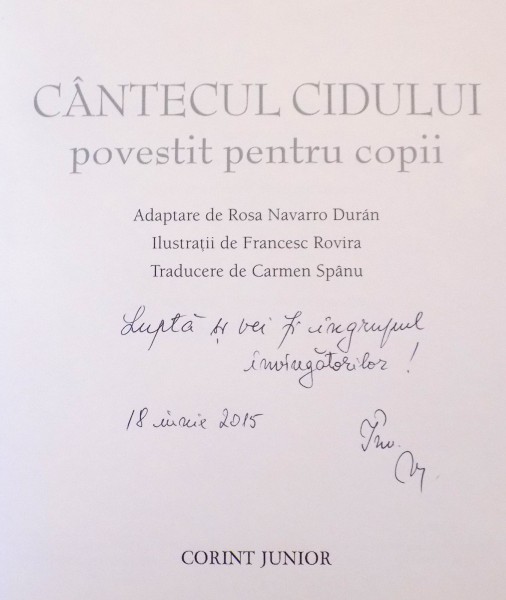 CÂNTECUL CIDULUI
povestit pentru copii
Adaptare de Rosa Navarro Durán
Ilustrații de Francesc Rovira
Traducere de Carmen Spânu
Luptă și vei fi în grupul
învingătorilor !
18 iunie 2015
Înv.
CORINT JUNIOR